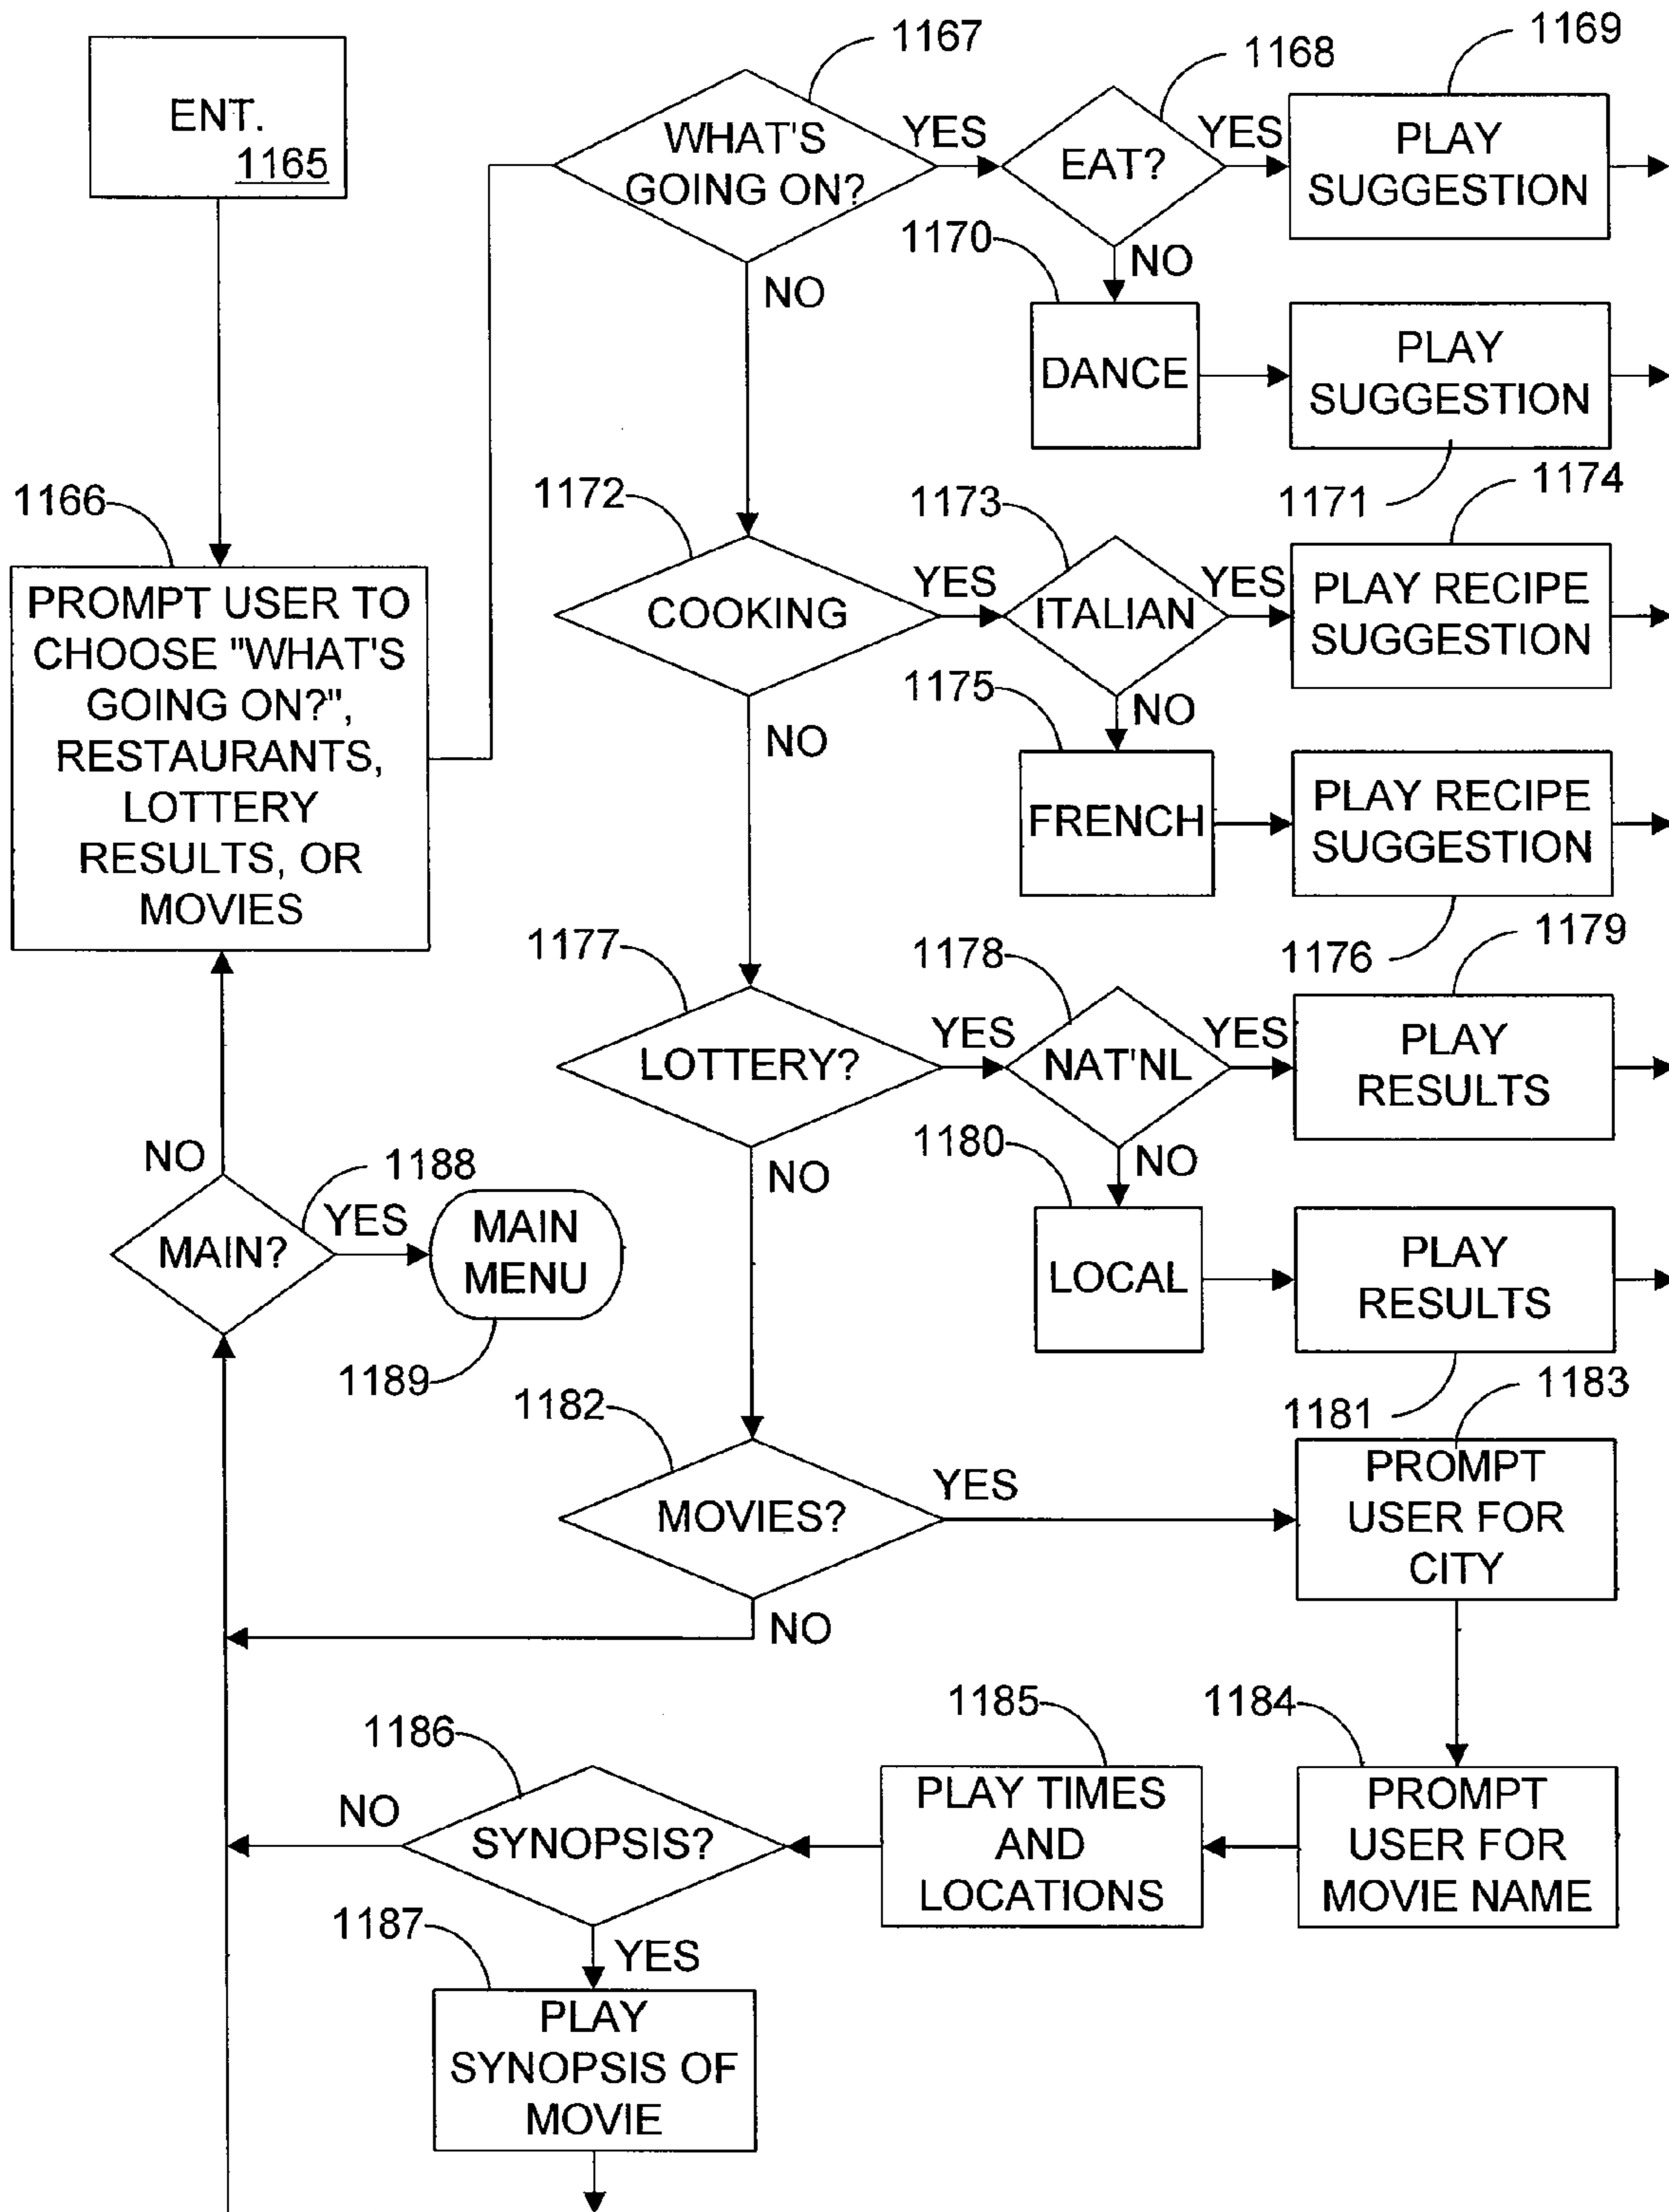 1167
1168
1169
ENT.
1165
WHAT'S
GOING ON?
YES
EAT?
YES
PLAY
SUGGESTION
NO
1170
NO
DANCE
PLAY
SUGGESTION
1171
1166
PROMPT USER TO
CHOOSE "WHAT'S
GOING ON?",
RESTAURANTS,
LOTTERY
RESULTS, OR
MOVIES
1172
1173
1174
COOKING
YES
ITALIAN
YES
PLAY RECIPE
SUGGESTION
NO
1175
NO
FRENCH
PLAY RECIPE
SUGGESTION
1176
1177
1178
1179
LOTTERY?
YES
NAT'NL
YES
PLAY
RESULTS
NO
1180
NO
LOCAL
PLAY
RESULTS
1181
NO
1188
MAIN?
YES
MAIN
MENU
1189
1182
1183
MOVIES?
YES
PROMPT
USER FOR
CITY
NO
1184
PROMPT
USER FOR
MOVIE NAME
1185
PLAY TIMES
AND
LOCATIONS
1186
SYNOPSIS?
NO
YES
1187
PLAY
SYNOPSIS OF
MOVIE